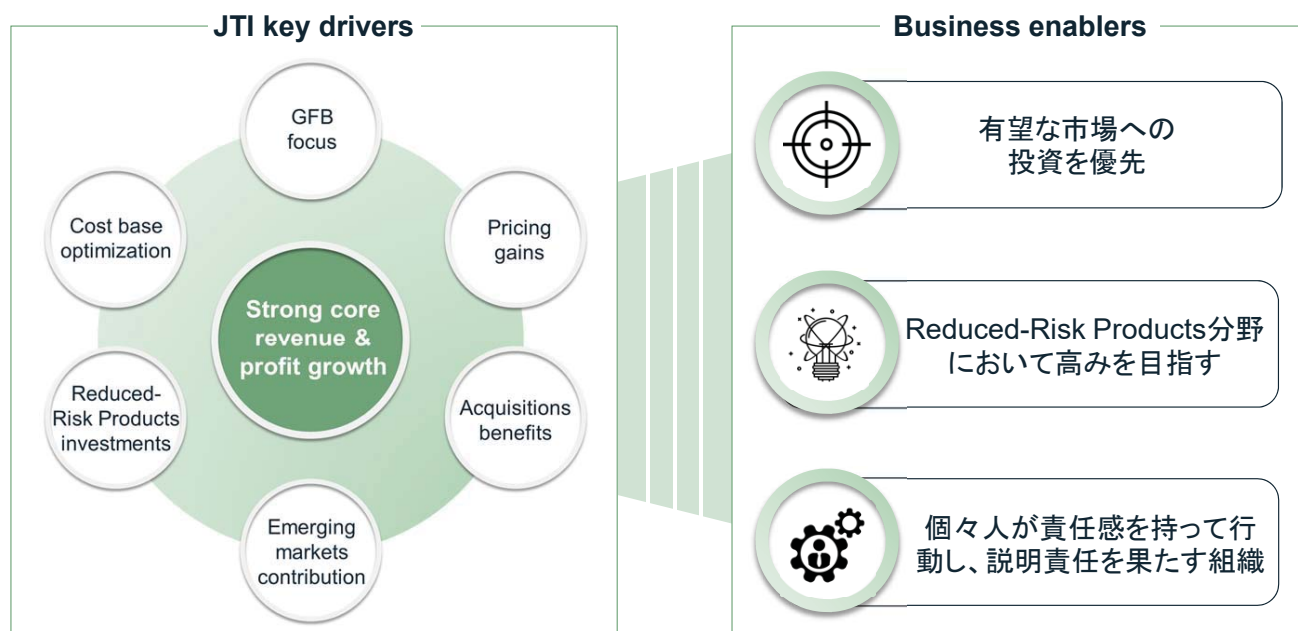 JTI key drivers
GFB
focus
Pricing
gains
Acquisitions
benefits
Emerging
markets
contribution
Reduced-
Risk Products
investments
Cost base
optimization
Strong core
revenue &
profit growth
Business enablers
有望な市場への
投資を優先
Reduced-Risk Products分野
において高みを目指す
個々人が責任感を持って行
動し、説明責任を果たす組織